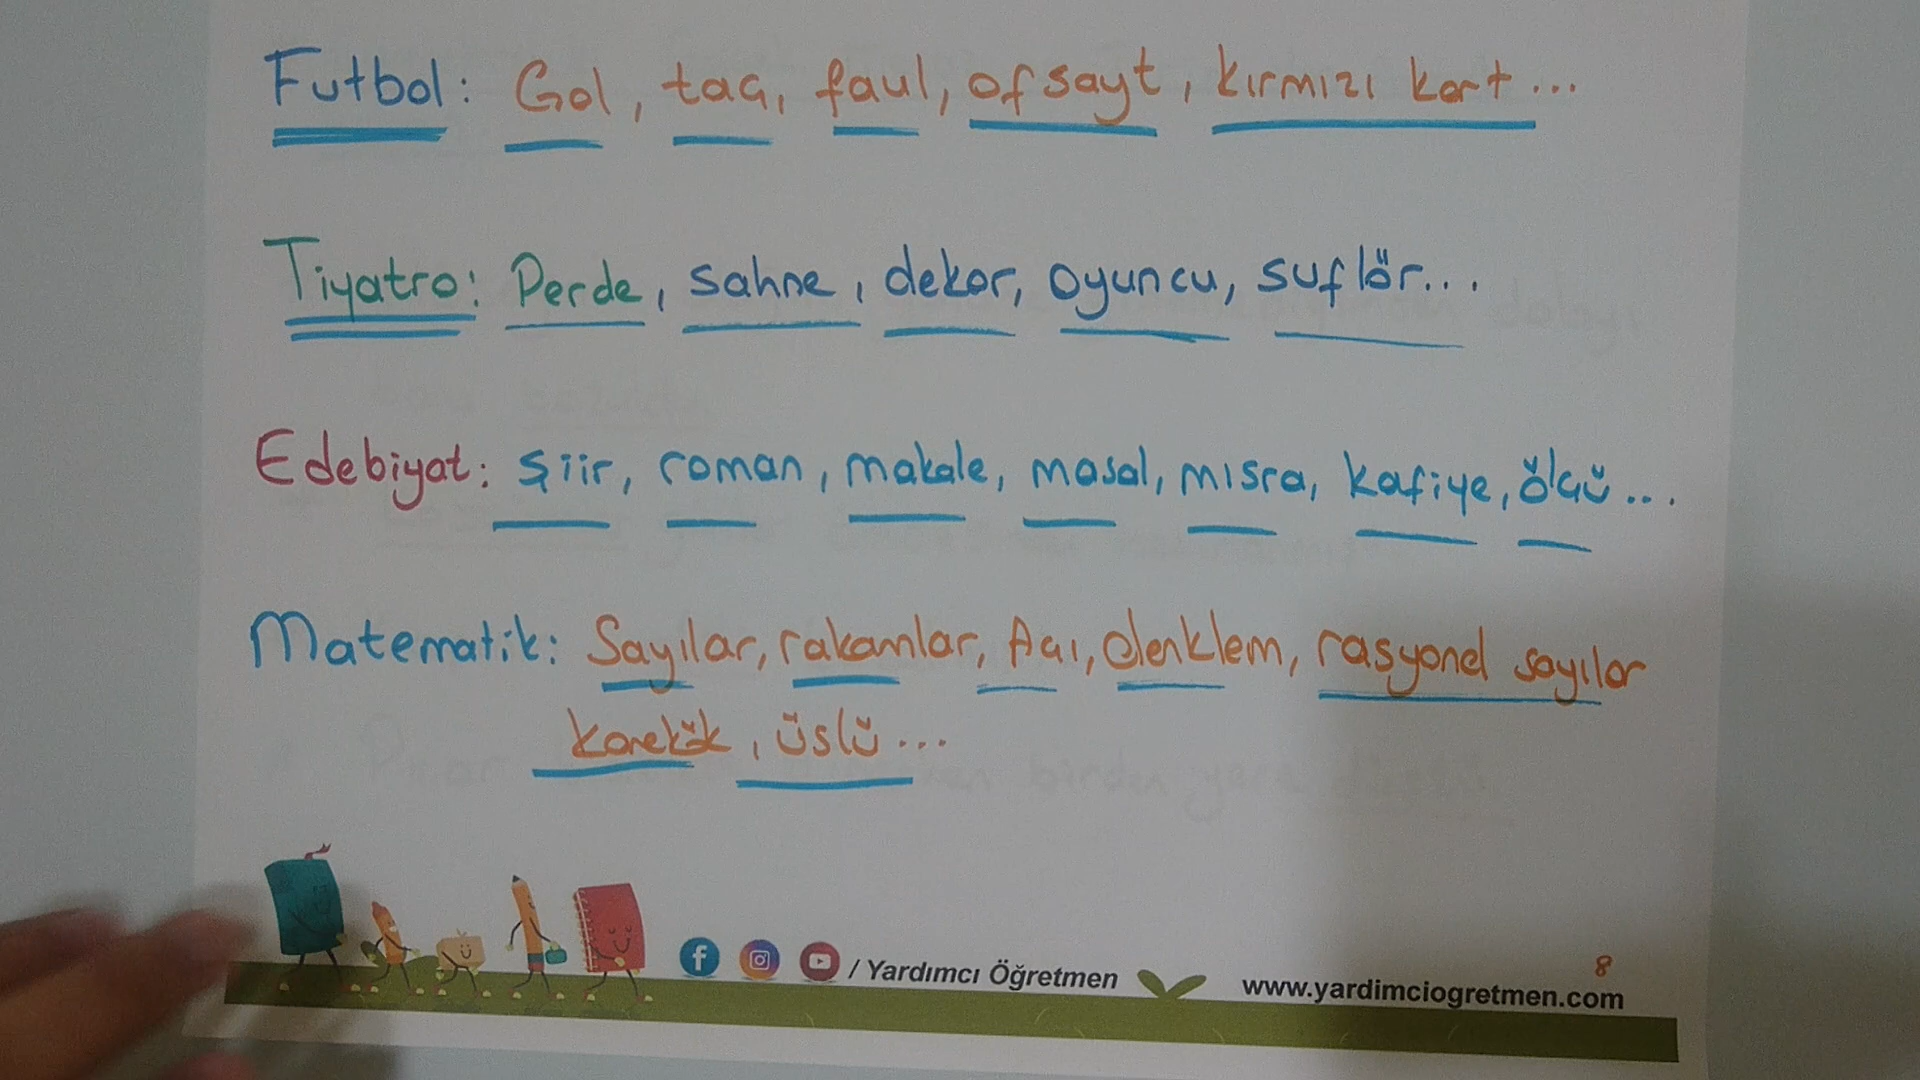 Futbol: Gol, taç, faul, ofsayt, kırmızı kart...
Tiyatro: Perde, sahne, dekor, oyuncu, suflör...
Edebiyat: Şiir, roman, makale, masal, mısra, kafiye, ölçü...
Matematik: Sayılar, rakamlar, Açı, denklem, rasyonel sayılar
karekök, üslü...
8
/ Yardımcı Öğretmen
www.yardimciogretmen.com